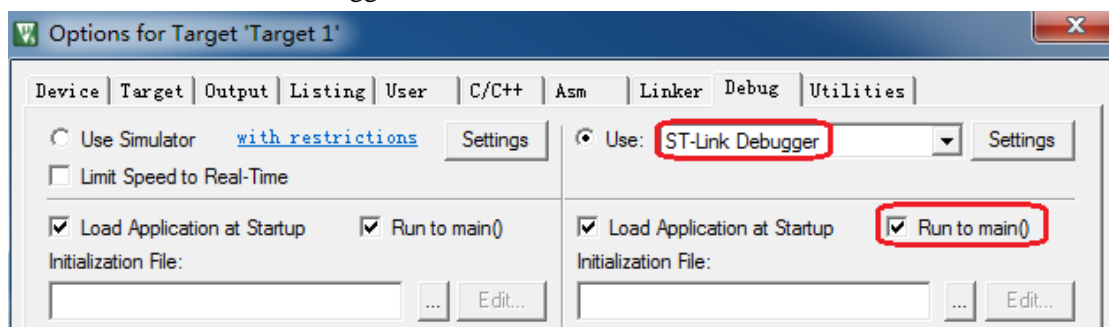 Options for Target 'Target 1'
x
Device Target Output Listing User C/C++ Asm Linker Debug Utilities
Use Simulator with restrictions Settings
Use: ST-Link Debugger Settings
Limit Speed to Real-Time
Load Application at Startup Run to main()
Load Application at Startup Run to main()
Initialization File:
Initialization File:
... Edit...
... Edit...